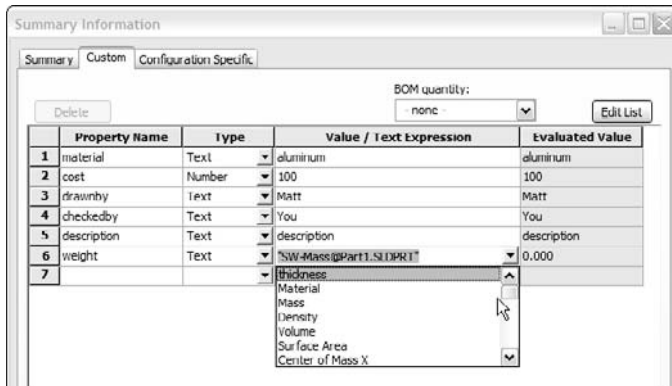 Summary Information
Summary Custom Configuration Specific
BOM quantity:
Delete - none - Edit List
Property Name Type Value / Text Expression Evaluated Value
1 material Text aluminum aluminum
2 cost Number 100 100
3 drawnby Text Matt Matt
4 checkedby Text You You
5 description Text description description
6 weight Text "SW-Mass@Part1.SLDPRT" 0.000
7 thickness
Material
Mass
Density
Volume
Surface Area
Center of Mass X